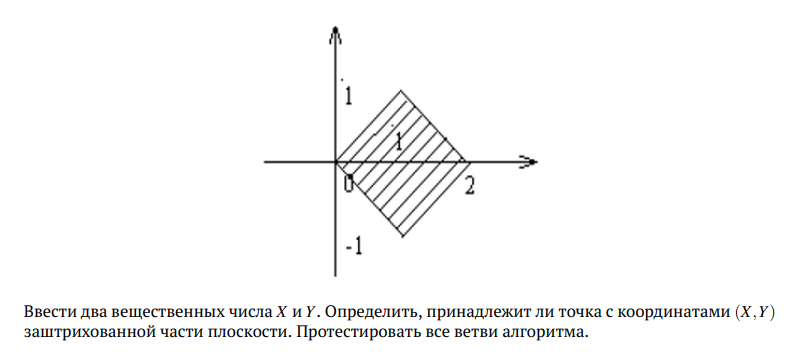 1
1
0
2
-1
Ввести два вещественных числа X и Y. Определить, принадлежит ли точка с координатами (X,Y)
заштрихованной части плоскости. Протестировать все ветви алгоритма.